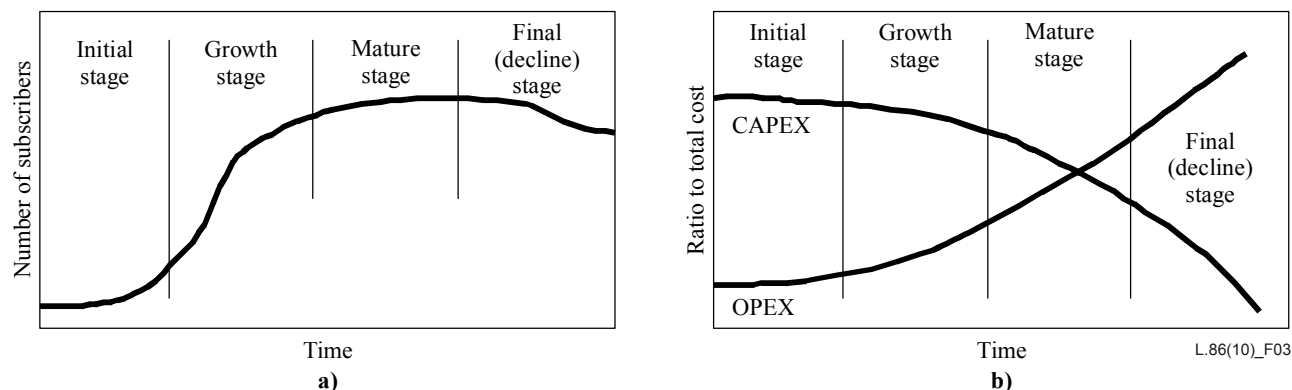 Number of subscribers
Initial
stage
Growth
stage
Mature
stage
Final
(decline)
stage
Time
a)
Ratio to total cost
Initial
stage
Growth
stage
Mature
stage
Final
(decline)
stage
CAPEX
OPEX
Time
b)
L.86(10)_F03